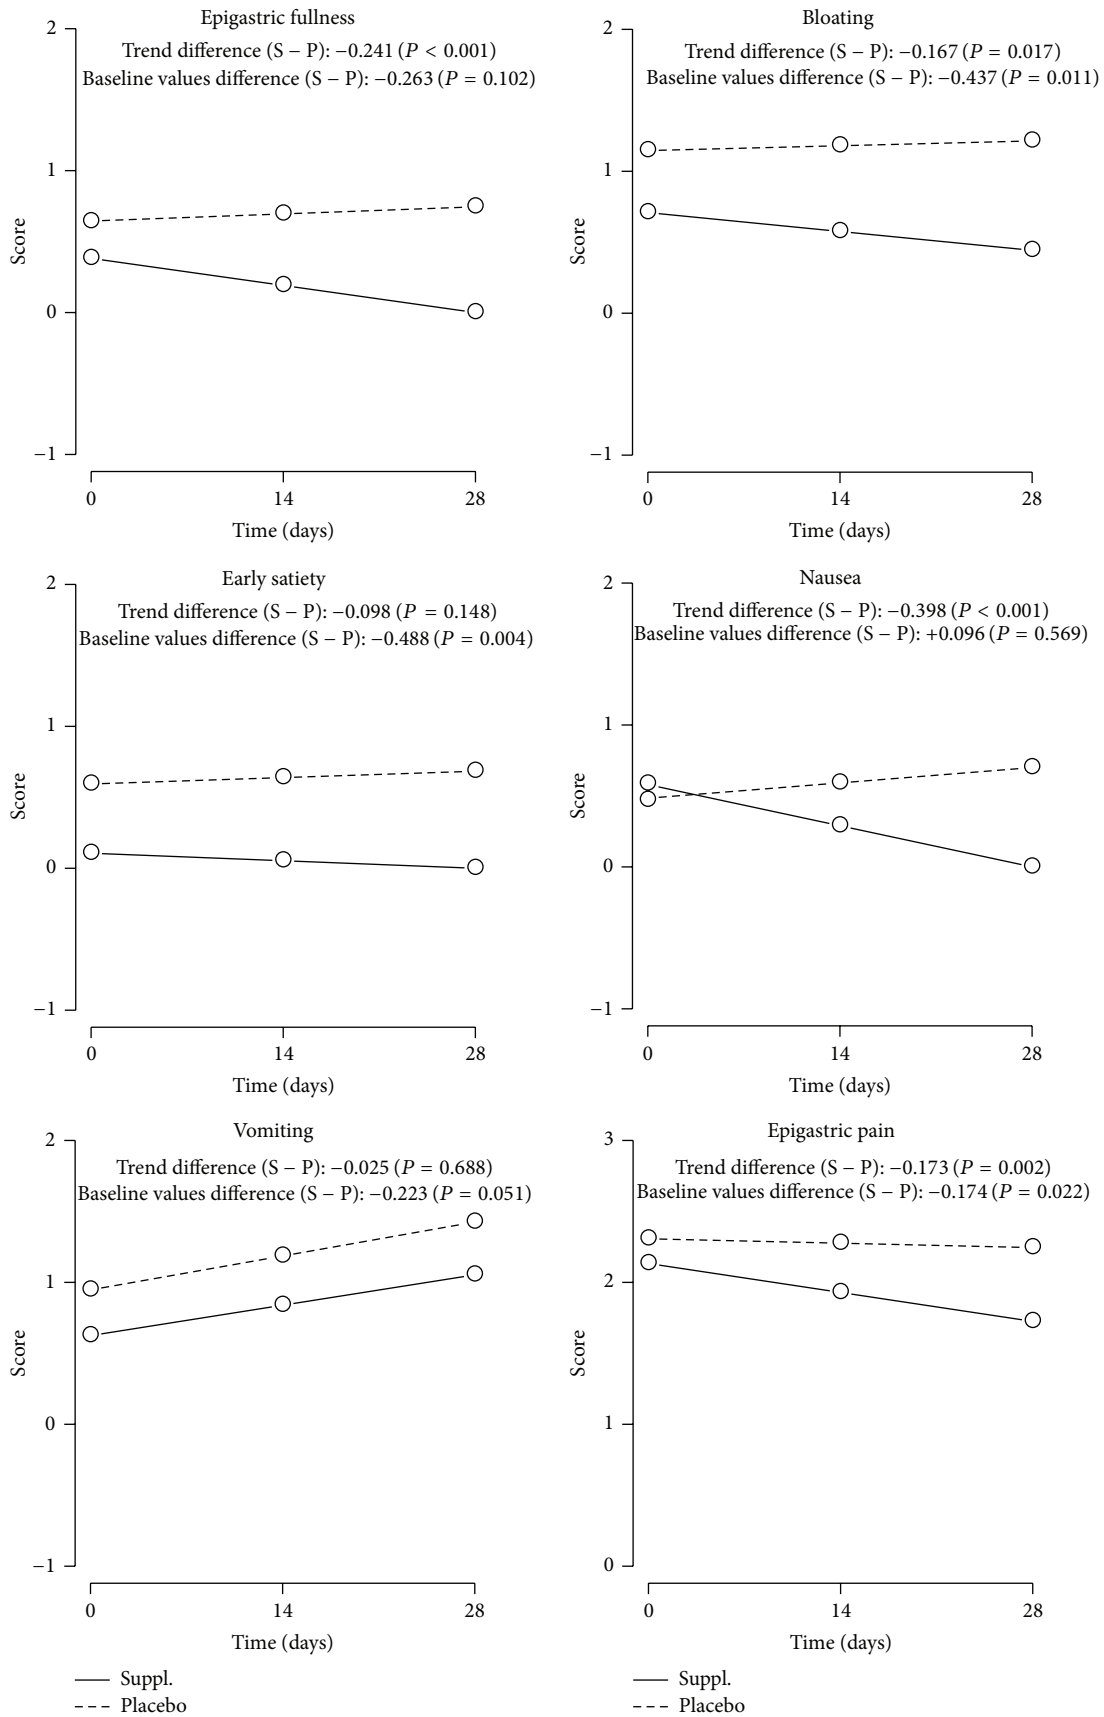 Epigastric fullness
Trend difference (S − P): −0.241 (P < 0.001)
Baseline values difference (S − P): −0.263 (P = 0.102)
2
1
0
−1
Score
0 14 28
Time (days)
Bloating
Trend difference (S − P): −0.167 (P = 0.017)
Baseline values difference (S − P): −0.437 (P = 0.011)
2
1
0
−1
Score
0 14 28
Time (days)
Early satiety
Trend difference (S − P): −0.098 (P = 0.148)
Baseline values difference (S − P): −0.488 (P = 0.004)
2
1
0
−1
Score
0 14 28
Time (days)
Nausea
Trend difference (S − P): −0.398 (P < 0.001)
Baseline values difference (S − P): +0.096 (P = 0.569)
2
1
0
−1
Score
0 14 28
Time (days)
Vomiting
Trend difference (S − P): −0.025 (P = 0.688)
Baseline values difference (S − P): −0.223 (P = 0.051)
2
1
0
−1
Score
0 14 28
Time (days)
Suppl.
Placebo
Epigastric pain
Trend difference (S − P): −0.173 (P = 0.002)
Baseline values difference (S − P): −0.174 (P = 0.022)
3
2
1
0
Score
0 14 28
Time (days)
Suppl.
Placebo